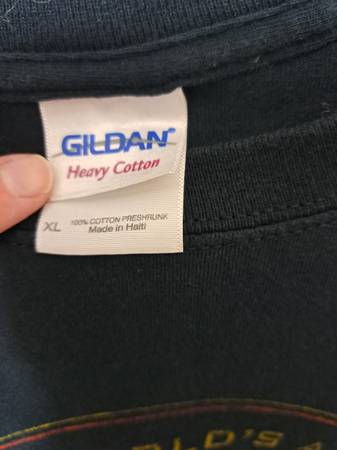 GILDAN®
Heavy Cotton
XL
100% COTTON PRESHRUNK
Made in Haiti